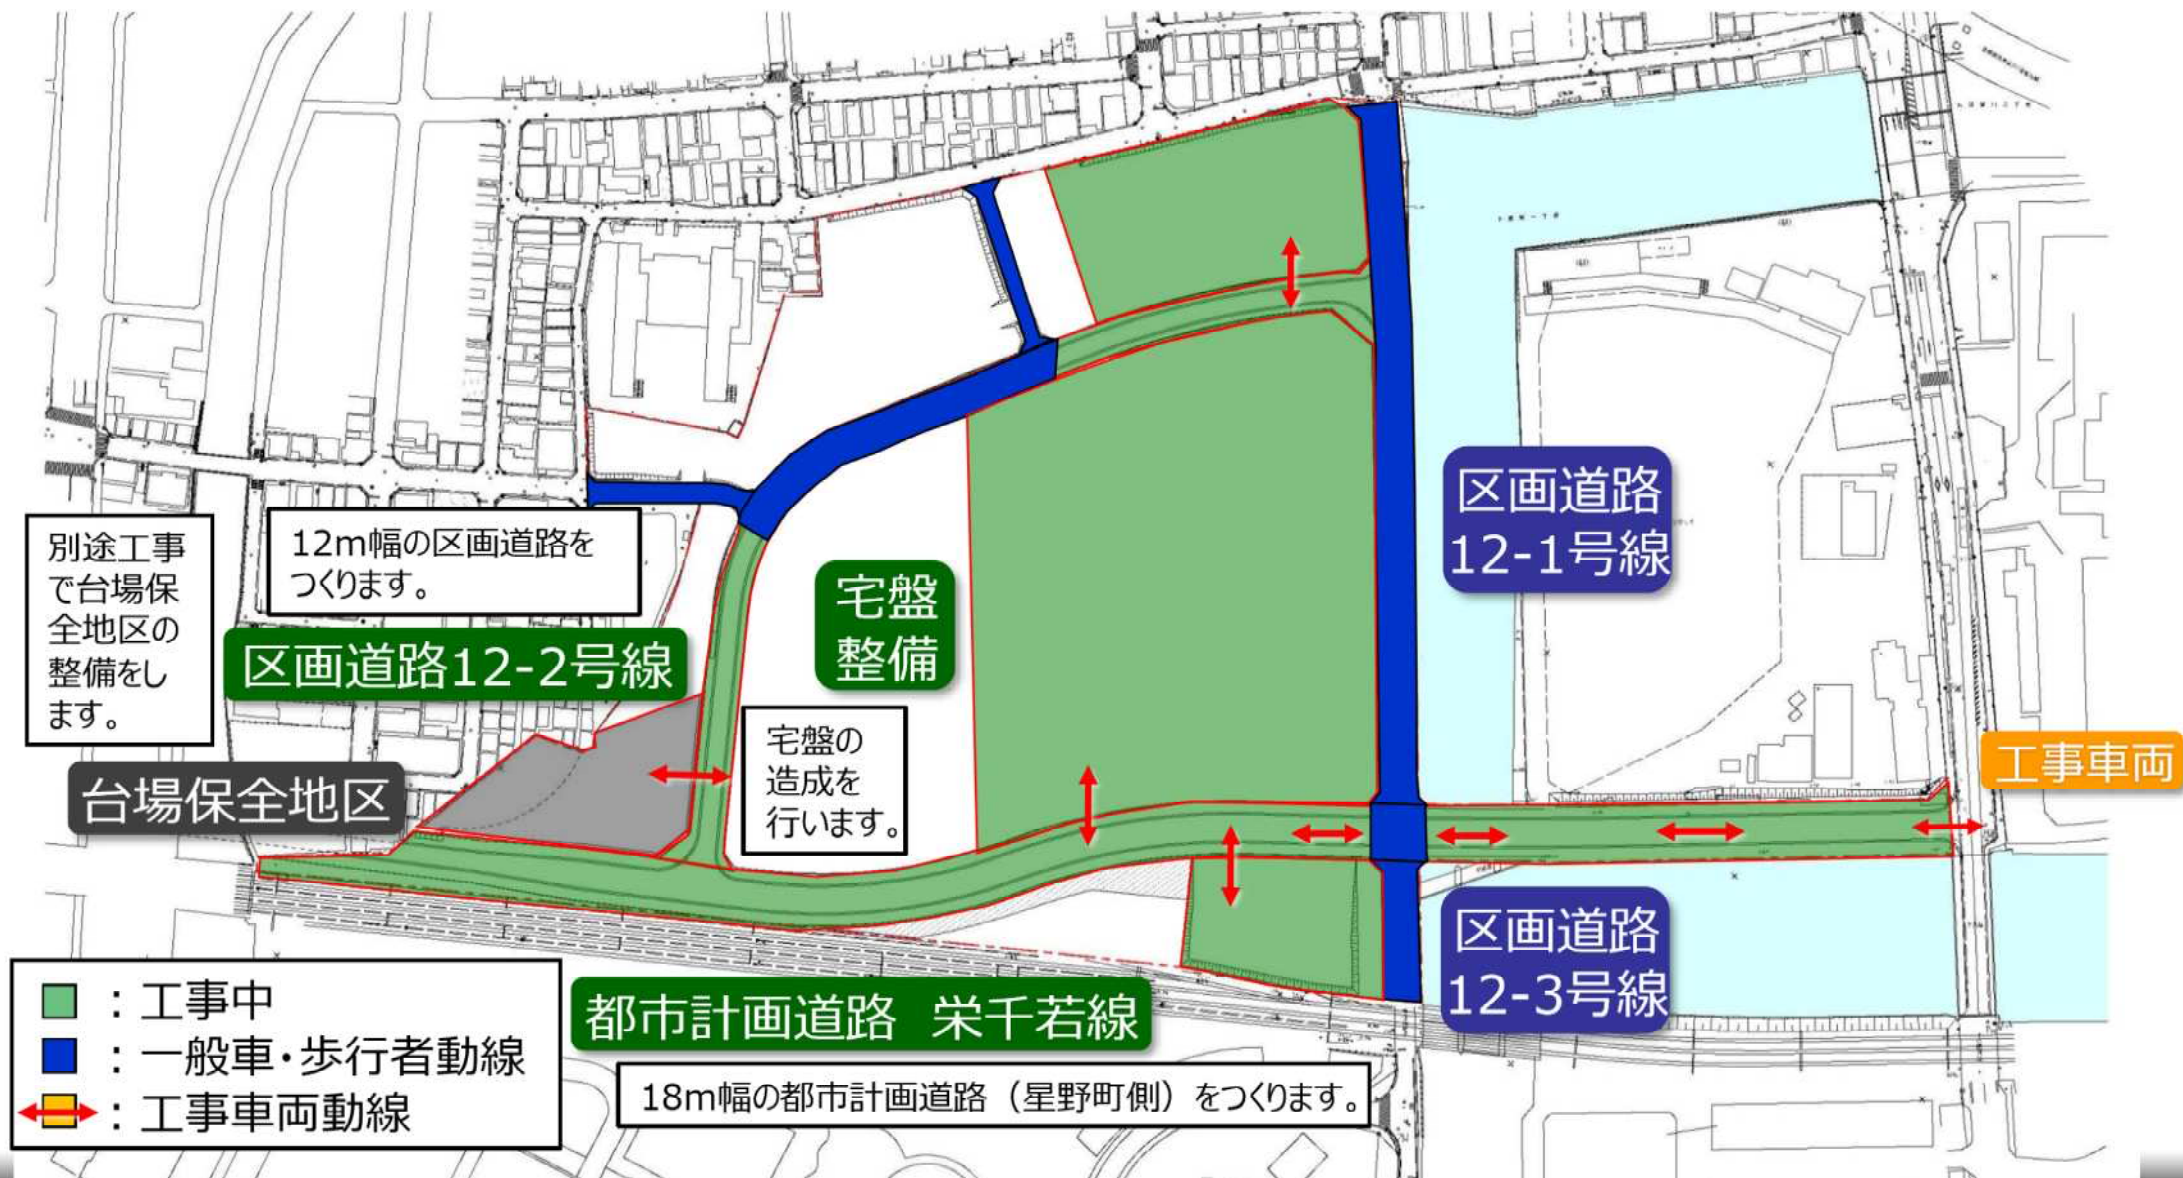 区画道路
12-1号線
別途工事
で台場保
全地区の
整備をし
ます。
12m幅の区画道路を
つくります。
宅盤
整備
区画道路12-2号線
宅盤の
造成を
行います。
工事車両
台場保全地区
区画道路
12-3号線
都市計画道路　栄千若線
18m幅の都市計画道路（星野町側）をつくります。
：工事中
：一般車・歩行者動線
：工事車両動線